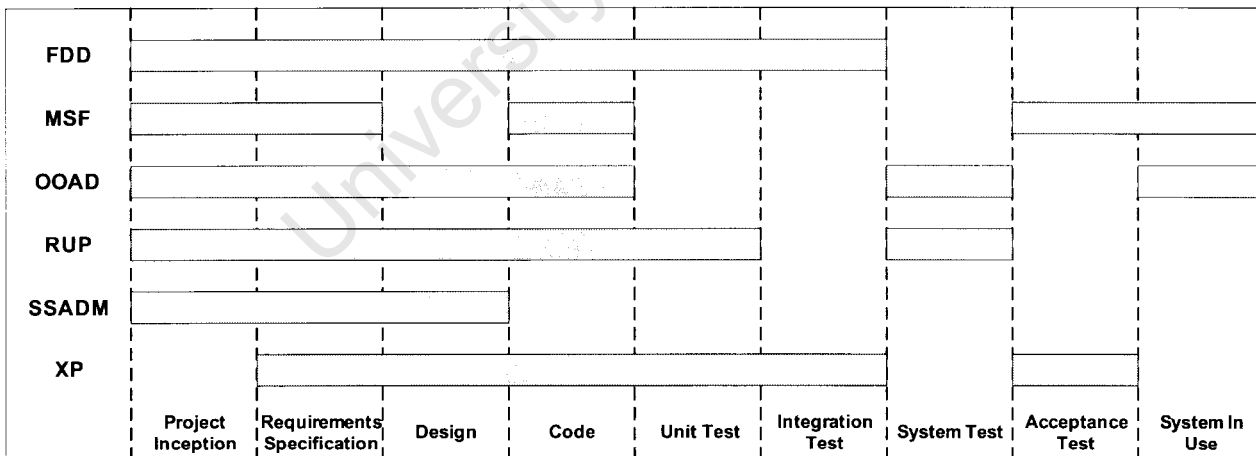 University
FDD
MSF
OOAD
RUP
SSADM
XP
Project Inception
Requirements Specification
Design
Code
Unit Test
Integration Test
System Test
Acceptance Test
System In Use